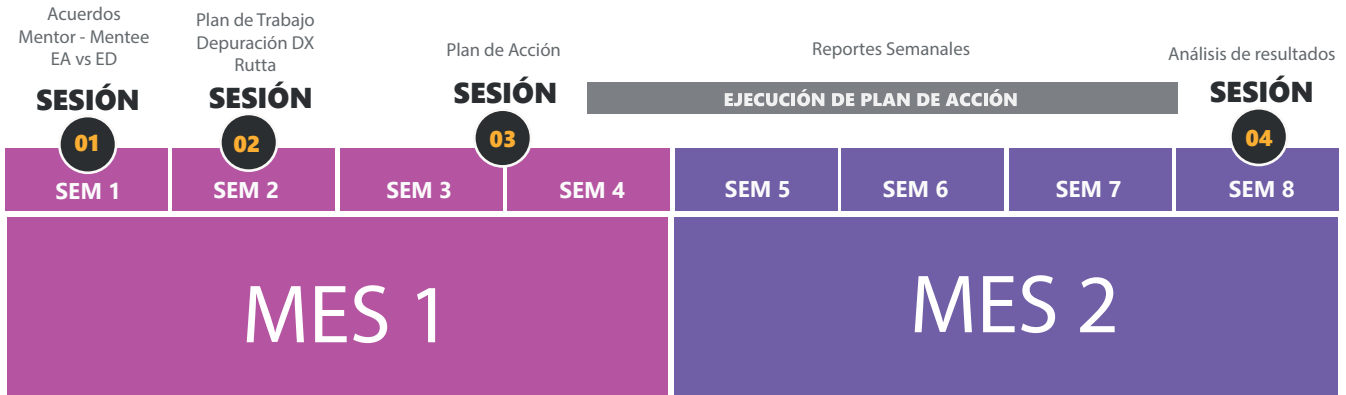 Acuerdos
Mentor - Mentee
EA vs ED
SESIÓN
01
Plan de Trabajo
Depuración DX
Rutta
SESIÓN
02
Plan de Acción
SESIÓN
03
Reportes Semanales
EJECUCIÓN DE PLAN DE ACCIÓN
Análisis de resultados
SESIÓN
04
SEM 1
SEM 2
SEM 3
SEM 4
SEM 5
SEM 6
SEM 7
SEM 8
MES 1
MES 2